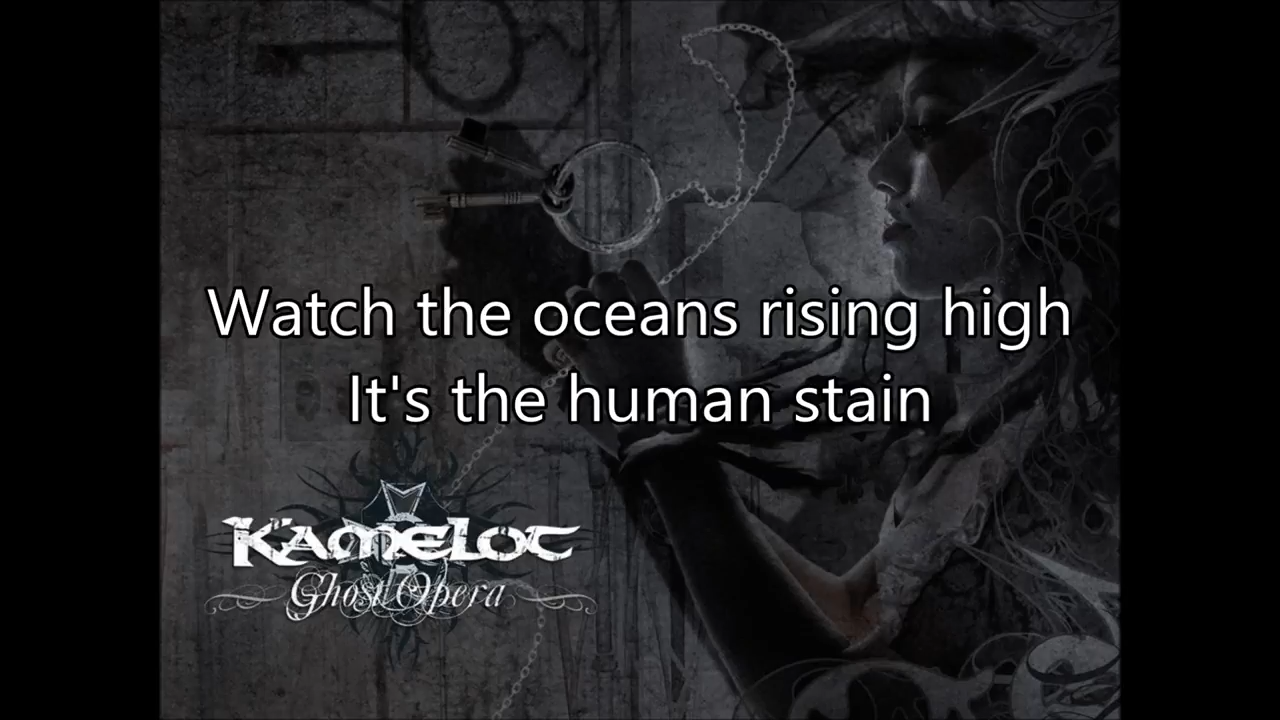 Watch the oceans rising high
It's the human stain
KAMELOT
Ghost Opera